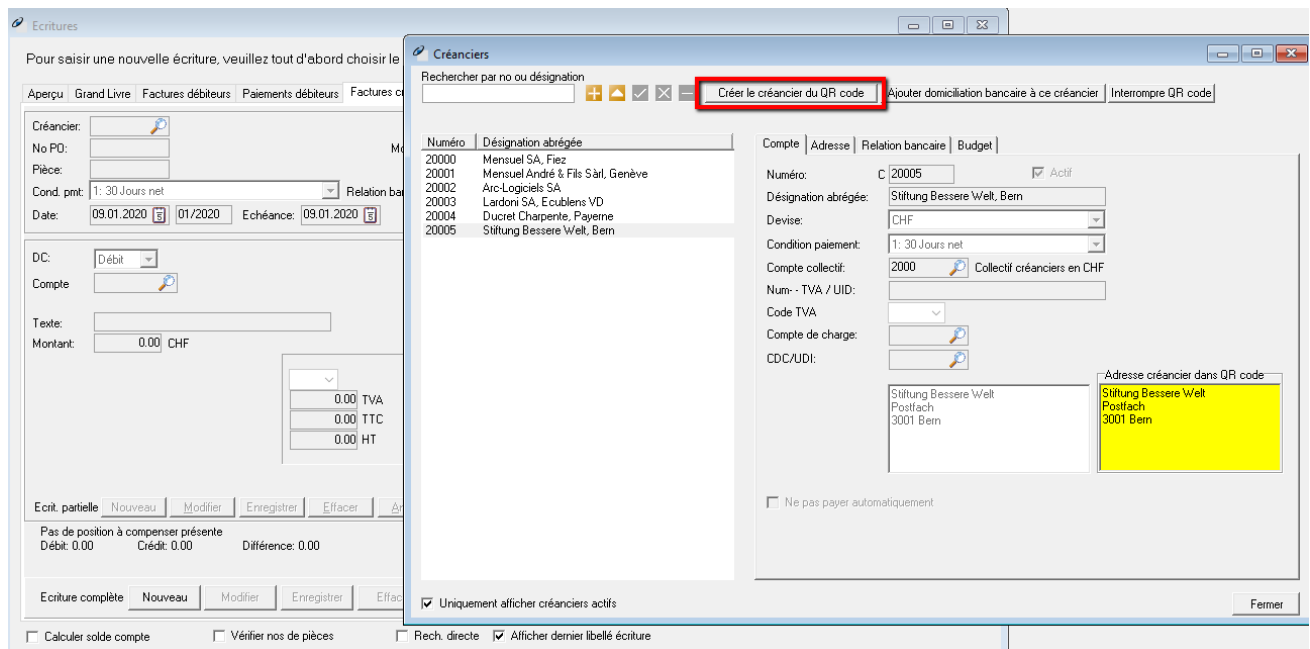 Ecritures
Pour saisir une nouvelle écriture, veuillez tout d'abord choisir le
Aperçu Grand Livre Factures débiteurs Paiements débiteurs Factures
Créancier:
No PO:
Pièce:
Cond. pmt: 1: 30 Jours net Relation
Date: 09.01.2020 01/2020 Echéance: 09.01.2020
DC: Débit
Compte
Texte:
Montant: 0.00 CHF
0.00 TVA
0.00 TTC
0.00 HT
Ecrit. partielle Nouveau Modifier Enregistrer Effacer
Pas de position à compenser présente
Débit: 0.00 Crédit: 0.00 Différence: 0.00
Ecriture complète Nouveau Modifier Enregistrer
Calculer solde compte Vérifier nos de pièces Rech. directe Afficher dernier libellé écriture
Créanciers
Rechercher par no ou désignation
Créer le créancier du QR code Ajouter domiciliation bancaire à ce créancier Interrompre QR code
Numéro Désignation abrégée
20000 Mensuel SA, Fiez
20001 Mensuel André & Fils Sàrl, Genève
20002 Arc-Logiciels SA
20003 Lardoni SA, Ecublens VD
20004 Ducret Charpente, Payerne
20005 Stiftung Bessere Welt, Bern
Compte Adresse Relation bancaire Budget
Numéro: C 20005 Actif
Désignation abrégée: Stiftung Bessere Welt, Bern
Devise: CHF
Condition paiement: 1: 30 Jours net
Compte collectif: 2000 Collectif créanciers en CHF
Num- - TVA / UID:
Code TVA
Compte de charge:
CDC/UDI:
Stiftung Bessere Welt
Postfach
3001 Bern
Adresse créancier dans QR code
Stiftung Bessere Welt
Postfach
3001 Bern
Ne pas payer automatiquement
Uniquement afficher créanciers actifs
Fermer